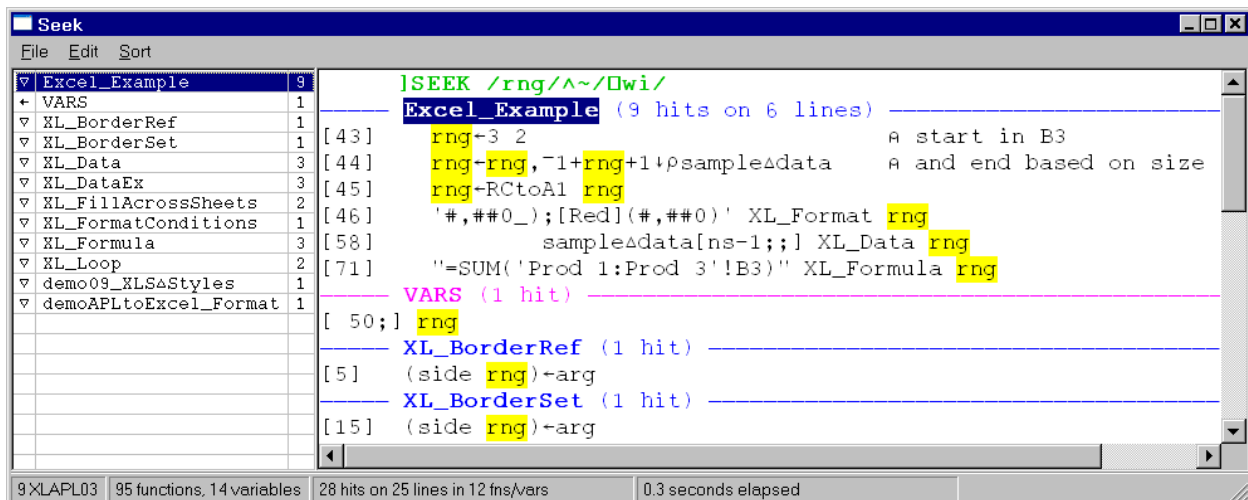 Seek
File Edit Sort
▽ Excel_Example 9
← VARS 1
▽ XL_BorderRef 1
▽ XL_BorderSet 1
▽ XL_Data 3
▽ XL_DataEx 3
▽ XL_FillAcrossSheets 2
▽ XL_FormatConditions 1
▽ XL_Formula 3
▽ XL_Loop 2
▽ demo09_XLS∆Styles 1
▽ demoAPLtoExcel_Format 1
]SEEK /rng/∧~/⎕wi/
Excel_Example (9 hits on 6 lines)
[43] rng←3 2 ⍝ start in B3
[44] rng←rng,¯1+rng+1↓⍴sample∆data ⍝ and end based on size
[45] rng←RCtoA1 rng
[46] '#,##0_);[Red](#,##0)' XL_Format rng
[58] sample∆data[ns-1;;] XL_Data rng
[71] "=SUM('Prod 1:Prod 3'!B3)" XL_Formula rng
VARS (1 hit)
[ 50;] rng
XL_BorderRef (1 hit)
[5] (side rng)←arg
XL_BorderSet (1 hit)
[15] (side rng)←arg
9 XLAPL03 95 functions, 14 variables 28 hits on 25 lines in 12 fns/vars 0.3 seconds elapsed